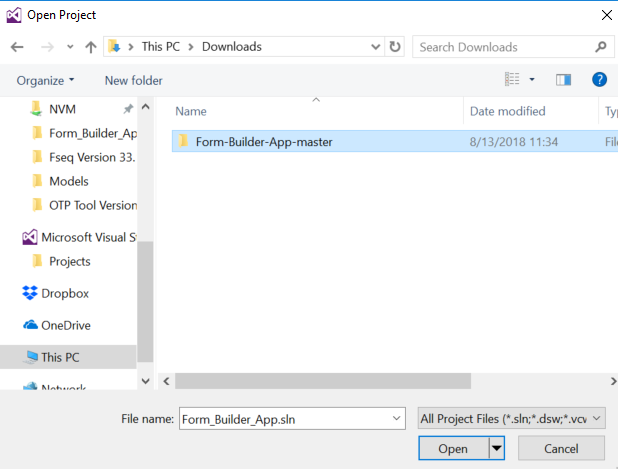 Open Project
This PC > Downloads
Search Downloads
Organize
New folder
Name
Date modified
Ty
NVM
Form_Builder_Ap
Fseq Version 33.
Models
OTP Tool Version
Microsoft Visual S
Projects
Dropbox
OneDrive
This PC
Network
Form-Builder-App-master
8/13/2018 11:34
File
File name:
Form_Builder_App.sln
All Project Files (*.sln;*.dsw;*.vcw
Open
Cancel